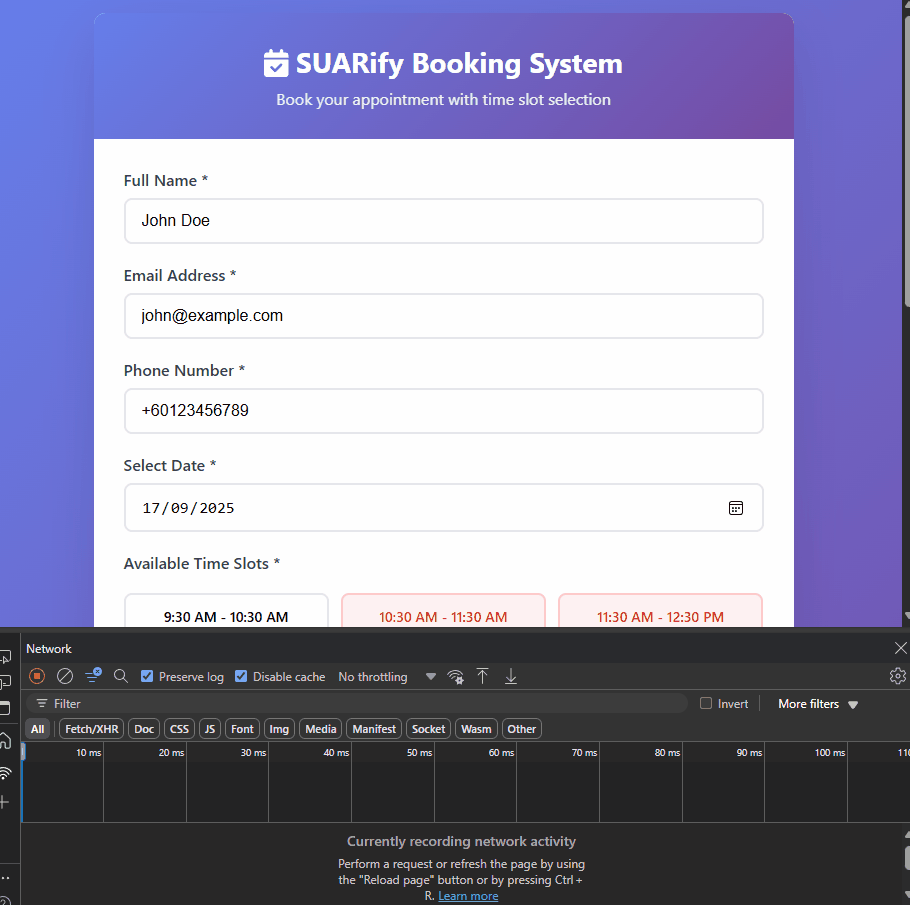 SUARify Booking System
Book your appointment with time slot selection
Full Name *
John Doe
Email Address *
john@example.com
Phone Number *
+60123456789
Select Date *
17/09/2025
Available Time Slots *
9:30 AM - 10:30 AM
10:30 AM - 11:30 AM
11:30 AM - 12:30 PM
Network
Preserve log
Disable cache
No throttling
Filter
Invert
More filters
All
Fetch/XHR
Doc
CSS
JS
Font
Img
Media
Manifest
Socket
Wasm
Other
10 ms
20 ms
30 ms
40 ms
50 ms
60 ms
70 ms
80 ms
90 ms
100 ms
110
Currently recording network activity
Perform a request or refresh the page by using
the "Reload page" button or by pressing Ctrl +
R. Learn more